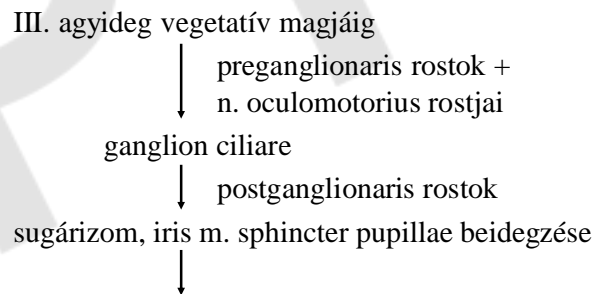 III. agyideg vegetatív magjáig
preganglionaris rostok +
n. oculomotorius rostjai
ganglion ciliare
postganglionaris rostok
sugárizom, iris m. sphincter pupillae beidegzése